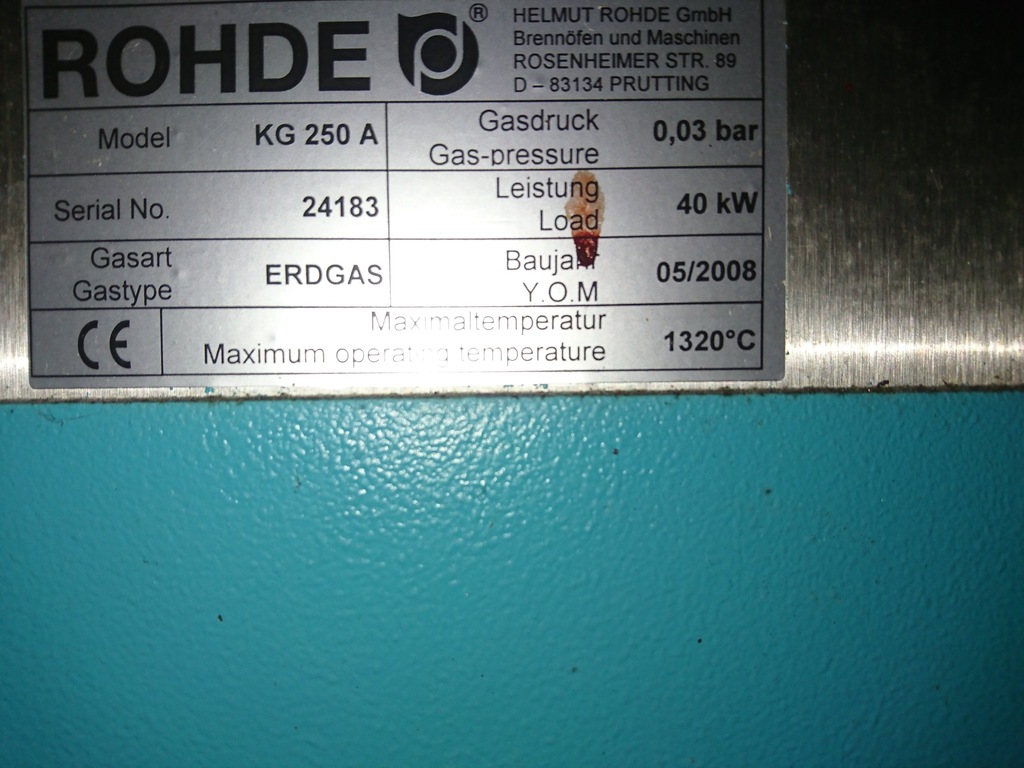 ROHDE ®
HELMUT ROHDE GmbH
Brennöfen und Maschinen
ROSENHEIMER STR. 89
D – 83134 PRUTTING
Model KG 250 A
Gasdruck
Gas-pressure 0,03 bar
Serial No. 24183
Leistung
Load 40 kW
Gasart
Gastype ERDGAS
Baujahr
Y.O.M 05/2008
CE
Maximaltemperatur
Maximum operating temperature 1320°C